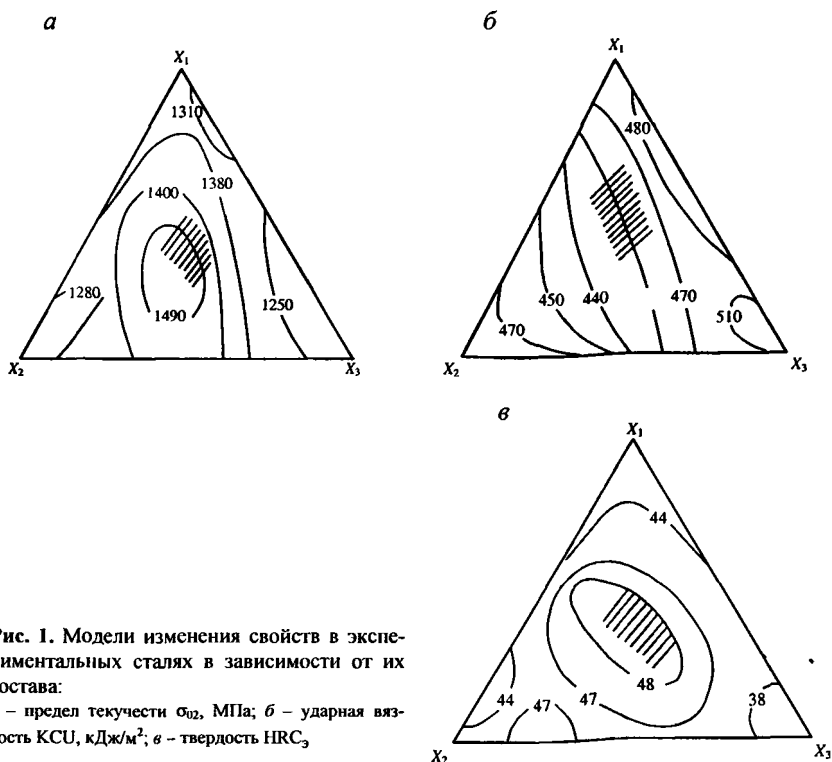 а
X₁
1310
1380
1400
1280
1490
1250
X₂
X₃
б
X₁
480
450
440
470
470
510
X₂
X₃
в
X₁
44
44
47
47
48
38
X₂
X₃
Рис. 1. Модели изменения свойств в экспе-
риментальных сталях в зависимости от их
состава:
– предел текучести σ₀₂, МПа; б – ударная вяз-
кость KCU, кДж/м²; в – твердость HRCэ